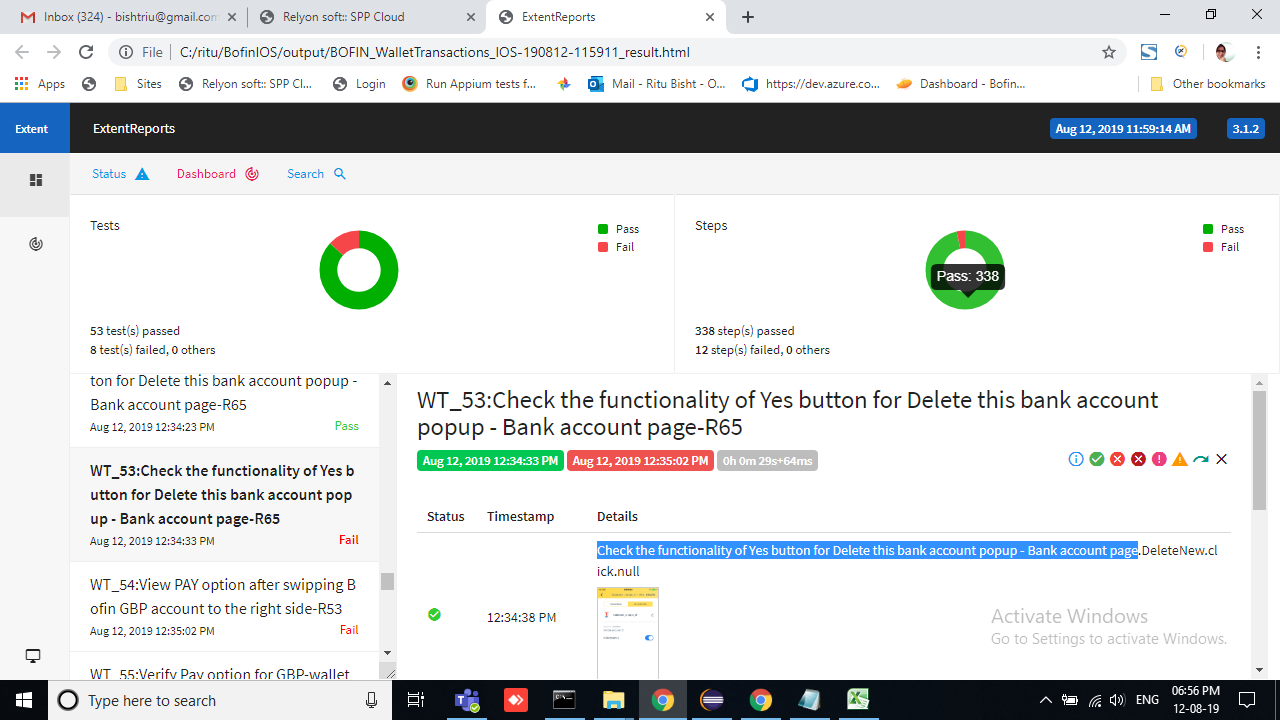 Inbox (324) - bishtriu@gmail.com
Relyon soft:: SPP Cloud
ExtentReports
File
C:/ritu/BofinIOS/output/BOFIN_WalletTransactions_IOS-190812-115911_result.html
Apps
Sites
Relyon soft:: SPP Cl...
Login
Run Appium tests f...
Mail - Ritu Bisht - O...
https://dev.azure.co...
Dashboard - Bofin...
Other bookmarks
Extent
ExtentReports
Aug 12, 2019 11:59:14 AM
3.1.2
Status
Dashboard
Search
Tests
Pass
Fail
53 test(s) passed
8 test(s) failed, 0 others
Steps
Pass
Fail
Pass: 338
338 step(s) passed
12 step(s) failed, 0 others
ton for Delete this bank account popup -
Bank account page-R65
Aug 12, 2019 12:34:23 PM
Pass
WT_53:Check the functionality of Yes b
utton for Delete this bank account pop
up - Bank account page-R65
Aug 12, 2019 12:34:33 PM
Fail
WT_54:View PAY option after swipping B
ofin GBP account to the right side-R53
Aug 12, 2019 12:35:02 PM
Fail
WT_55:Verify Pay option for GBP-wallet
WT_53:Check the functionality of Yes button for Delete this bank account
popup - Bank account page-R65
Aug 12, 2019 12:34:33 PM
Aug 12, 2019 12:35:02 PM
0h 0m 29s+64ms
Status
Timestamp
Details
Check the functionality of Yes button for Delete this bank account popup - Bank account page.DeleteNew.cl
ick.null
12:34:38 PM
Activate Windows
Go to Settings to activate Windows.
Type here to search
ENG
06:56 PM
12-08-19